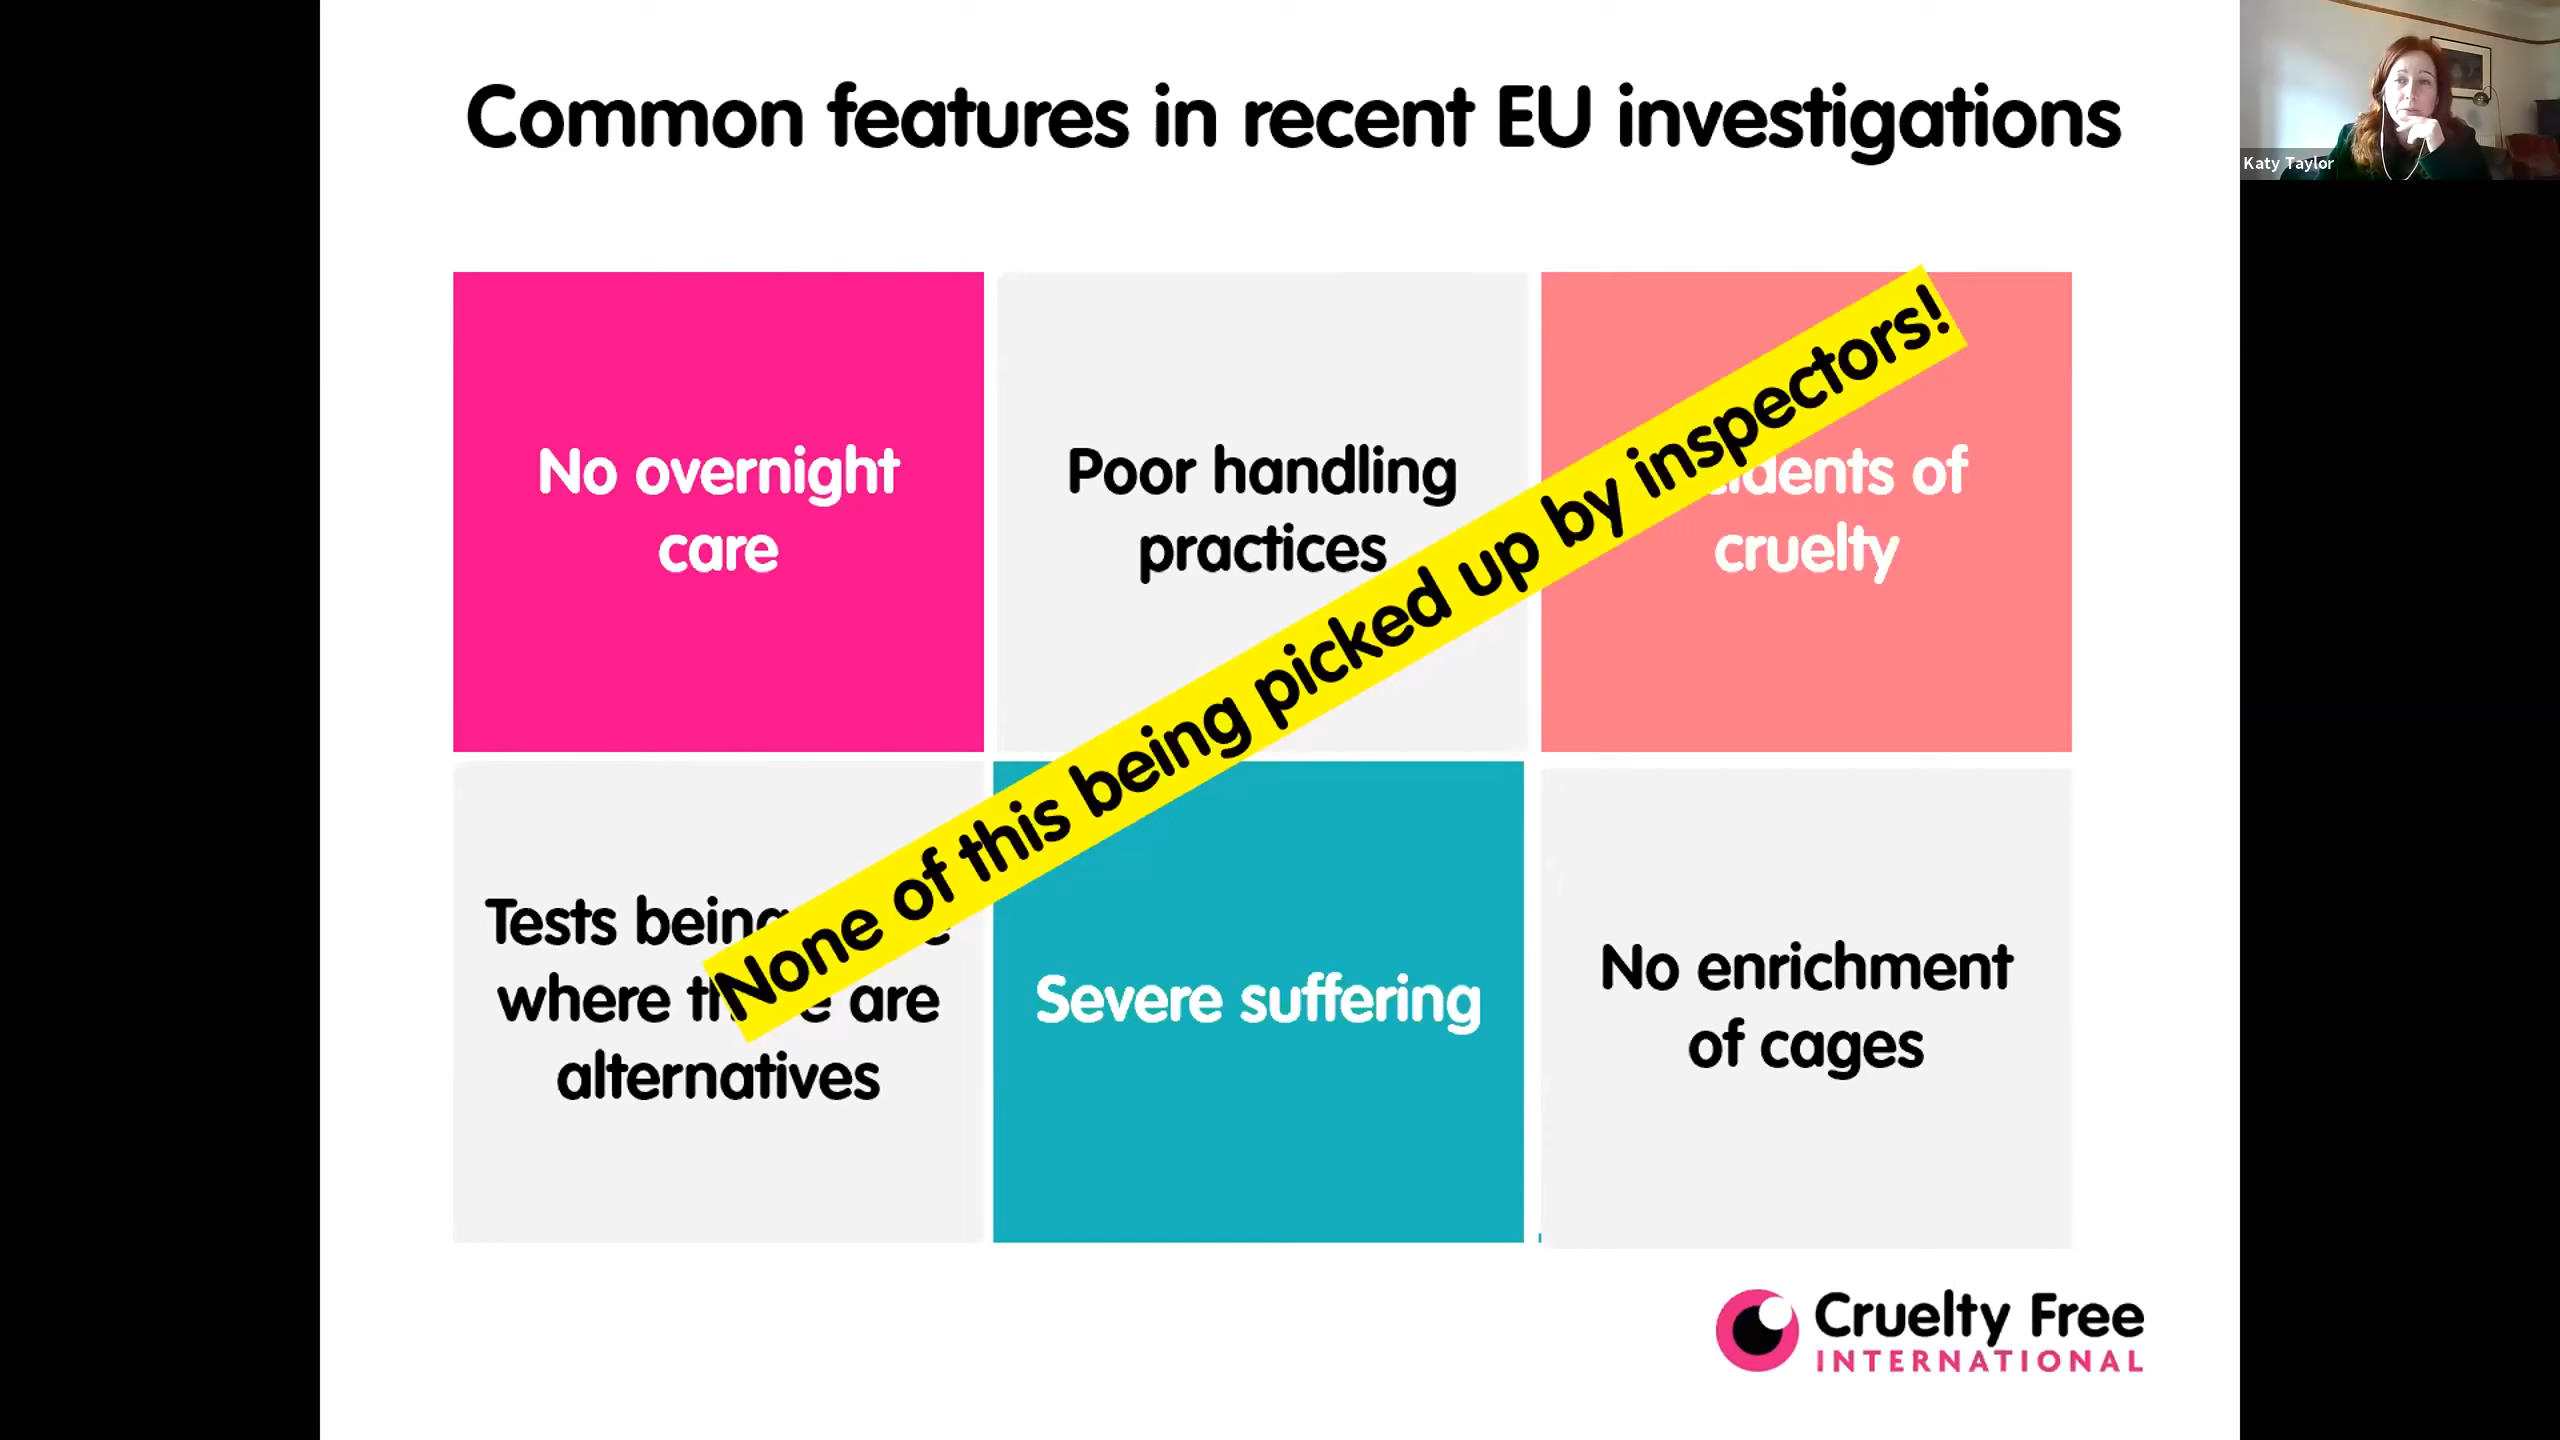 Common features in recent EU investigations
Katy Taylor
No overnight
care
Poor handling
practices
of
cruelty
None of this being picked up by inspectors!
Tests being
where are
alternatives
Severe suffering
No enrichment
of cages
Cruelty Free
INTERNATIONAL